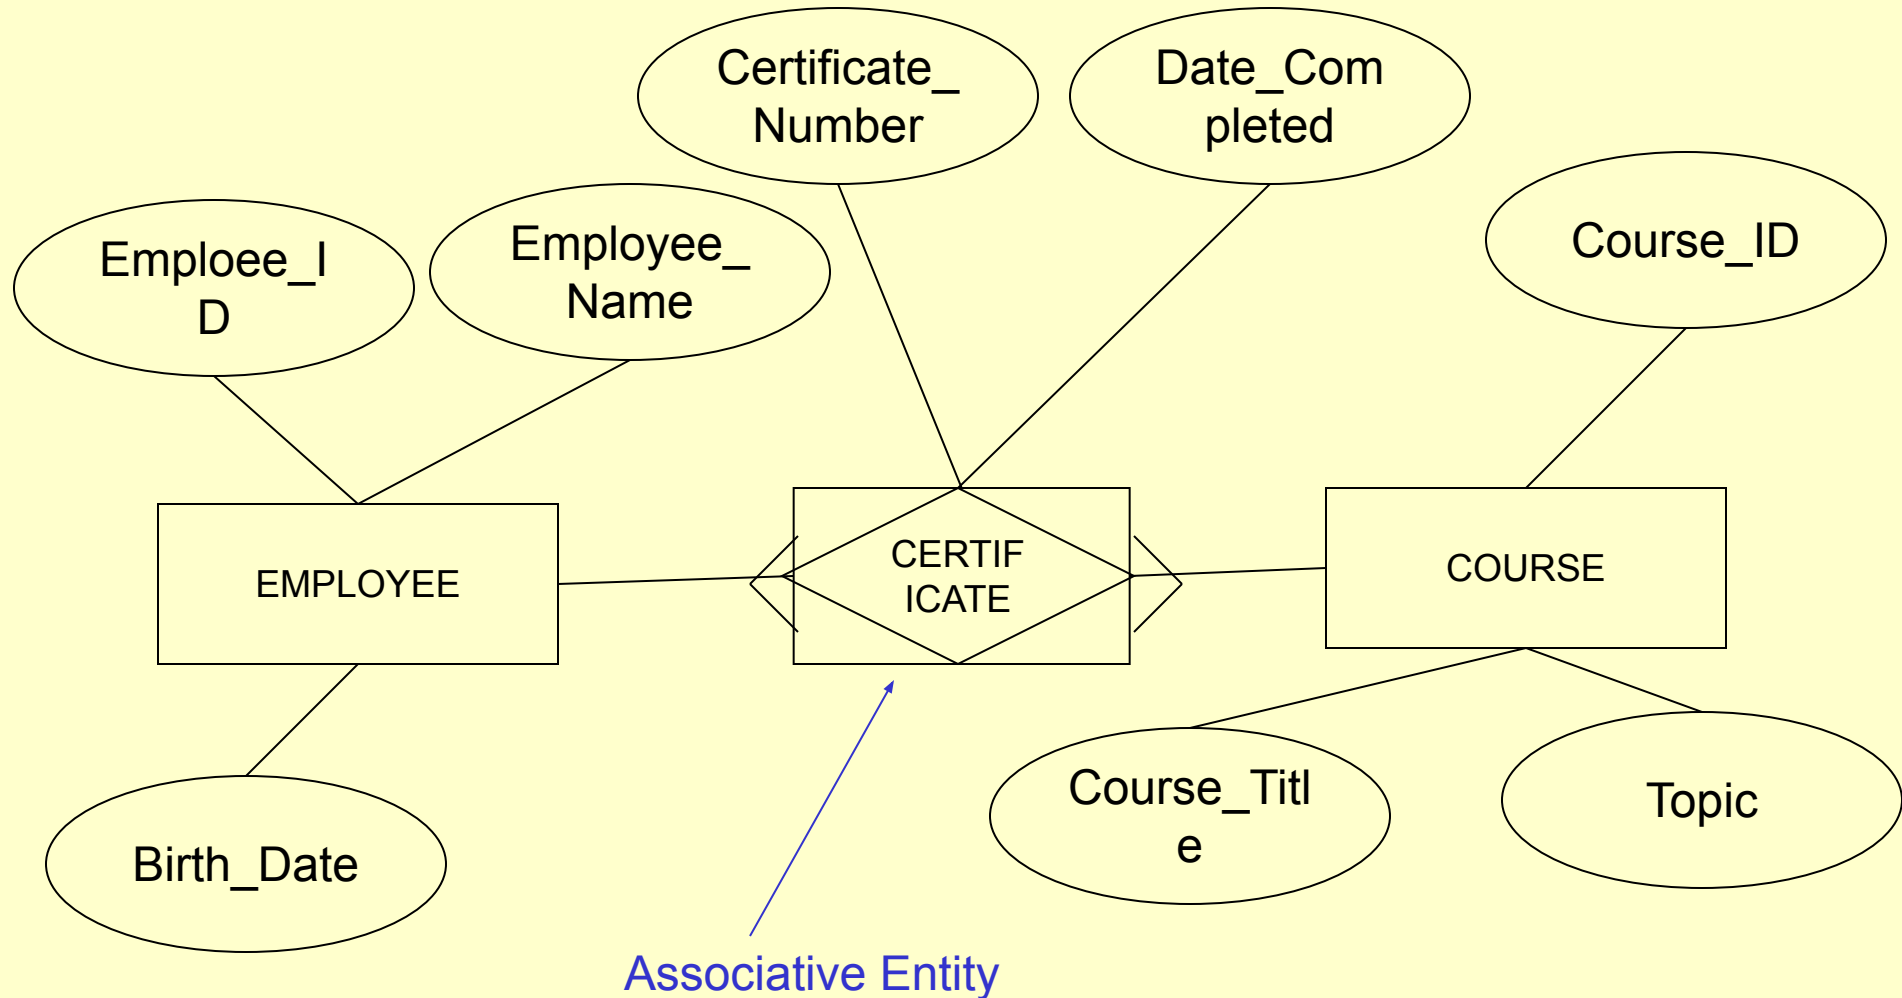 Certificate_
Number
Date_Com
pleted
Emploee_I
D
Employee_
Name
Course_ID
EMPLOYEE
CERTIF
ICATE
COURSE
Birth_Date
Course_Titl
e
Topic
Associative Entity